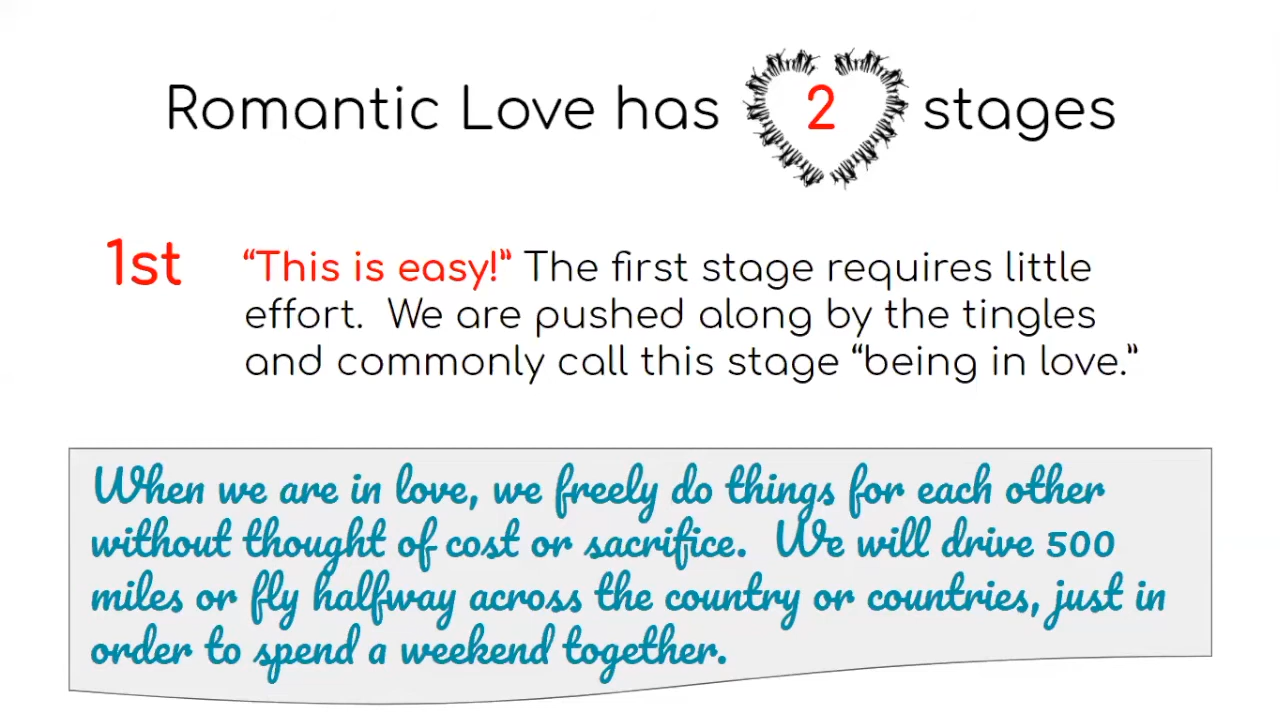 Romantic Love has 2 stages
1st
“This is easy!” The first stage requires little
effort.  We are pushed along by the tingles
and commonly call this stage “being in love.”
When we are in love, we freely do things for each other
without thought of cost or sacrifice.  We will drive 500
miles or fly halfway across the country or countries, just in
order to spend a weekend together.